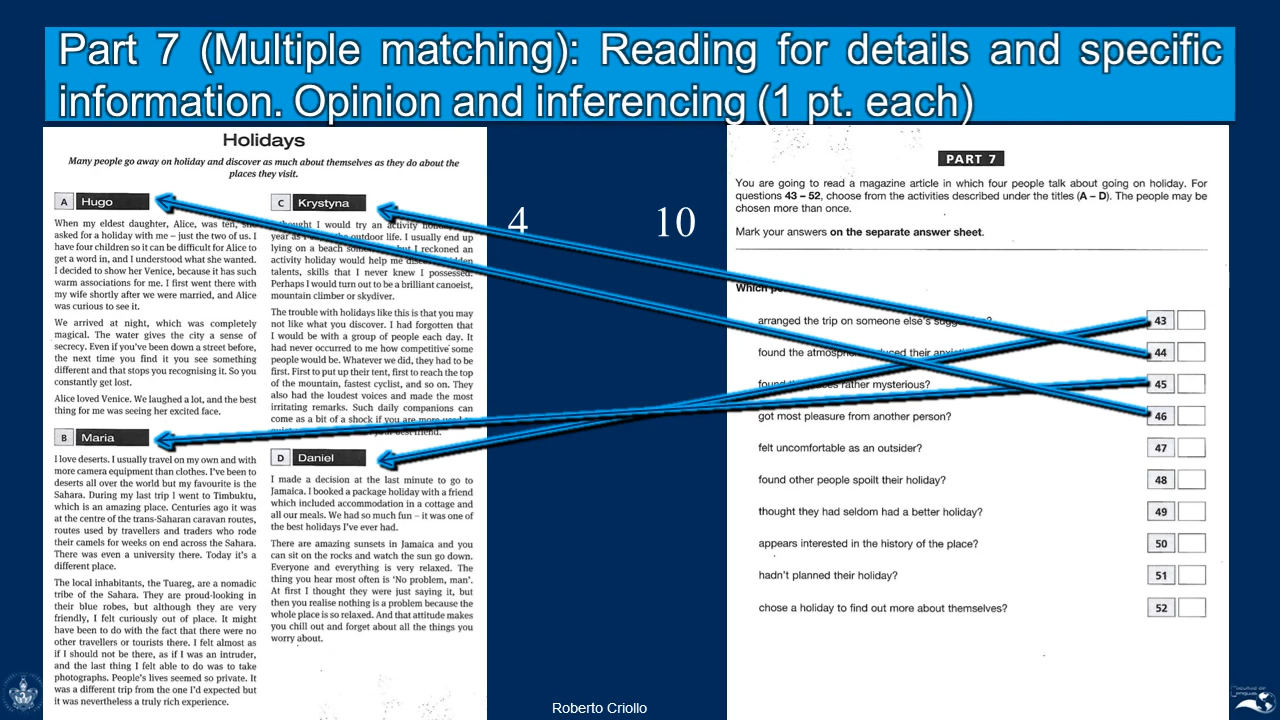 Part 7 (Multiple matching): Reading for details and specific
information. Opinion and inferencing (1 pt. each)
Holidays
Many people go away on holiday and discover as much about themselves as they do about the
places they visit.
A Hugo
When my eldest daughter, Alice, was ten, she
asked for a holiday with me – just the two of us. I
have four children so it can be difficult for Alice to
get a word in, and I understood what she wanted.
I decided to show her Venice, because it has such
warm associations for me. I first went there with
my wife shortly after we were married, and Alice
was curious to see it.
We arrived at night, which was completely
magical. The water gives the city a sense of
secrecy. Even if you've been down a street before,
the next time you find it you see something
different and that stops you recognising it. So you
constantly get lost.
Alice loved Venice. We laughed a lot, and the best
thing for me was seeing her excited face.
B Maria
I love deserts. I usually travel on my own and with
more camera equipment than clothes. I've been to
deserts all over the world but my favourite is the
Sahara. During my last trip I went to Timbuktu,
which is an amazing place. Centuries ago it was
at the centre of the trans-Saharan caravan routes,
routes used by travellers and traders who rode
their camels for weeks on end across the Sahara.
There was even a university there. Today it's a
different place.
The local inhabitants, the Tuareg, are a nomadic
tribe of the Sahara. They are proud-looking in
their blue robes, but although they are very
friendly, I felt curiously out of place. It might
have been to do with the fact that there were no
other travellers or tourists there. I felt almost as
if I should not be there, as if I was an intruder,
and the last thing I felt able to do was to take
photographs. People's lives seemed so private. It
was a different trip from the one I'd expected but
it was nevertheless a truly rich experience.
C Krystyna
thought I would try an activity
year as I the outdoor life. I usually end up
lying on a beach but I reckoned an
activity holiday would help me
talents, skills that I never knew I possessed.
Perhaps I would turn out to be a brilliant canoeist,
mountain climber or skydiver.
The trouble with holidays like this is that you may
not like what you discover. I had forgotten that
I would be with a group of people each day. It
had never occurred to me how competitive some
people would be. Whatever we did, they had to be
first. First to put up their tent, first to reach the top
of the mountain, fastest cyclist, and so on. They
also had the loudest voices and made the most
irritating remarks. Such daily companions can
come as a bit of a shock if you are more used to
best friend.
D Daniel
I made a decision at the last minute to go to
Jamaica. I booked a package holiday with a friend
which included accommodation in a cottage and
all our meals. We had so much fun – it was one of
the best holidays I've ever had.
There are amazing sunsets in Jamaica and you
can sit on the rocks and watch the sun go down.
Everyone and everything is very relaxed. The
thing you hear most often is 'No problem, man'.
At first I thought they were just saying it, but
then you realise nothing is a problem because the
whole place is so relaxed. And that attitude makes
you chill out and forget about all the things you
worry about.
4 10
PART 7
You are going to read a magazine article in which four people talk about going on holiday. For
questions 43 – 52, choose from the activities described under the titles (A – D). The people may be
chosen more than once.
Mark your answers on the separate answer sheet.
Which
arranged the trip on someone else's 43
found the their 44
found rather mysterious? 45
got most pleasure from another person? 46
felt uncomfortable as an outsider? 47
found other people spoilt their holiday? 48
thought they had seldom had a better holiday? 49
appears interested in the history of the place? 50
hadn't planned their holiday? 51
chose a holiday to find out more about themselves? 52
Roberto Criollo